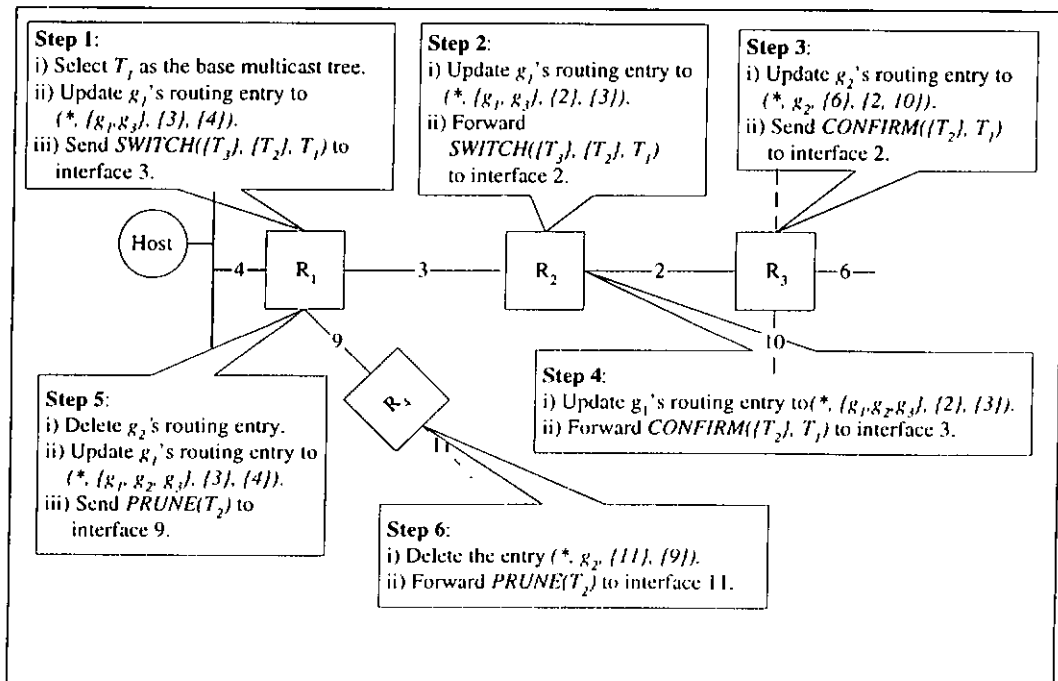 Step 1:
i) Select T₁ as the base multicast tree.
ii) Update g₁'s routing entry to
(*, {g₁,g₃}, {3}, {4}).
iii) Send SWITCH({T₃}, {T₂}, T₁) to
interface 3.
Step 2:
i) Update g₁'s routing entry to
(*, {g₁, g₃}, {2}, {3}).
ii) Forward
SWITCH({T₃}, {T₂}, T₁)
to interface 2.
Step 3:
i) Update g₂'s routing entry to
(*, g₂, {6}, {2, 10}).
ii) Send CONFIRM({T₂}, T₁)
to interface 2.
Host
4
R₁
3
R₂
2
R₃
6
9
10
R₄
11
Step 4:
i) Update g₁'s routing entry to(*, {g₁,g₂,g₃}, {2}, {3}).
ii) Forward CONFIRM({T₂}, T₁) to interface 3.
Step 5:
i) Delete g₂'s routing entry.
ii) Update g₁'s routing entry to
(*, {g₁, g₂, g₃}, {3}, {4}).
iii) Send PRUNE(T₂) to
interface 9.
Step 6:
i) Delete the entry (*, g₂, {11}, {9}).
ii) Forward PRUNE(T₂) to interface 11.